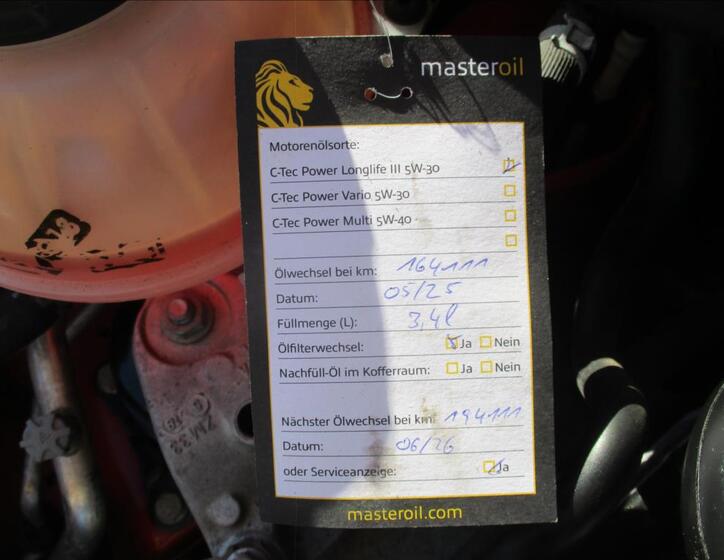 masteroil
Motorenölsorte:
C-Tec Power Longlife III 5W-30
C-Tec Power Vario 5W-30
C-Tec Power Multi 5W-40
Ölwechsel bei km: 164111
Datum: 05/25
Füllmenge (L): 3,4l
Ölfilterwechsel: Ja Nein
Nachfüll-Öl im Kofferraum: Ja Nein
Nächster Ölwechsel bei km: 194111
Datum: 06/26
oder Serviceanzeige: Ja
masteroil.com